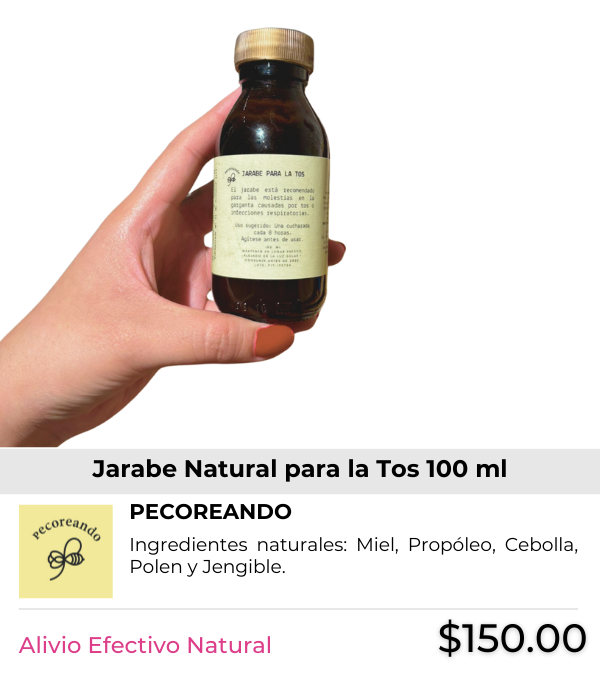 JARABE PARA LA TOS
El jarabe está recomendado
para las molestias en la
garganta causadas por tos o
infecciones respiratorias.
Uso sugerido: Una cucharada
cada 8 horas.
Agítese antes de usar.
100 ml
Jarabe Natural para la Tos 100 ml
pecoreando
PECOREANDO
Ingredientes naturales: Miel, Propóleo, Cebolla,
Polen y Jengible.
Alivio Efectivo Natural
$150.00